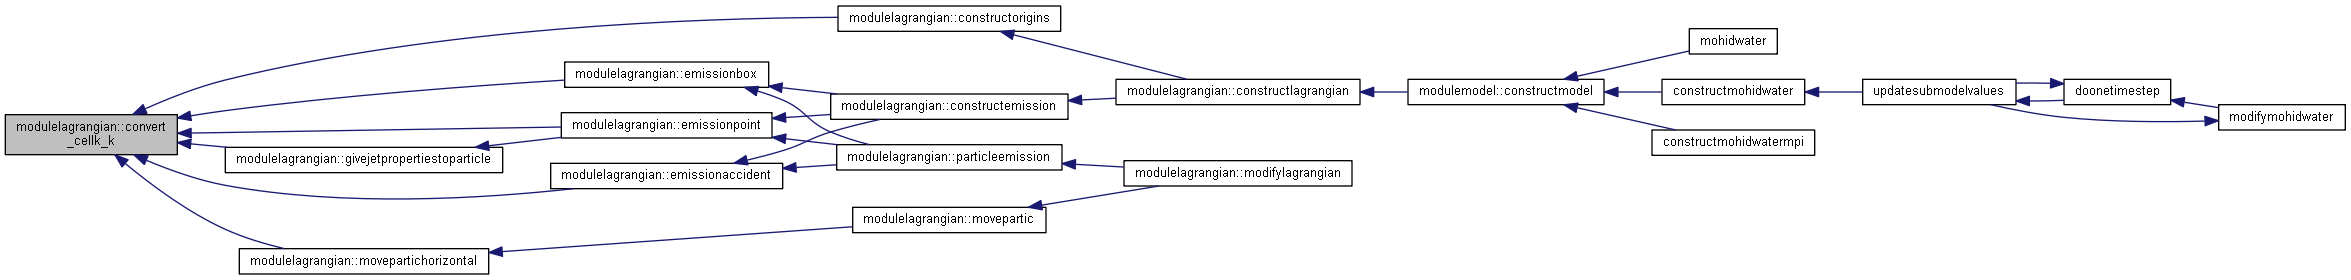 modulelagrangian::convert
_cellk_k
modulelagrangian::constructorigins
modulelagrangian::emissionbox
modulelagrangian::emissionpoint
modulelagrangian::givejetpropertiestoparticle
modulelagrangian::emissionaccident
modulelagrangian::movepartichorizontal
modulelagrangian::constructemission
modulelagrangian::particleemission
modulelagrangian::movepartic
modulelagrangian::constructlagrangian
modulelagrangian::modifylagrangian
modulemodel::constructmodel
mohidwater
constructmohidwater
constructmohidwatermpi
updatesubmodelvalues
doonetimestep
modifymohidwater